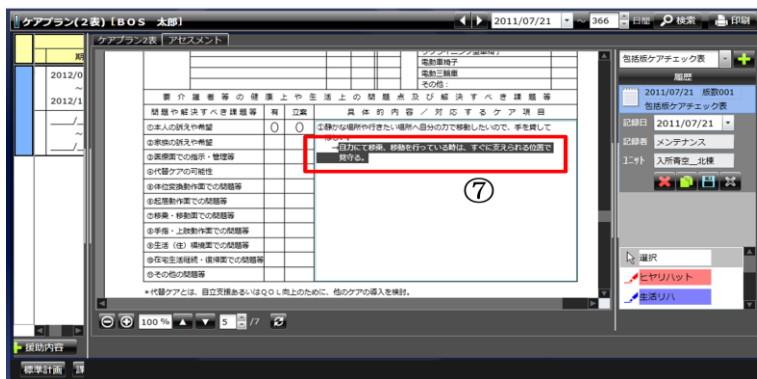 ケアプラン(2表)[BOS 太郎]
2011/07/21 ～ 366 日間 検索 印刷
ケアプラン2表 アセスメント
包括版ケアチェック表
履歴
2011/07/21 版数001
包括版ケアチェック表
記録日 2011/07/21
記録者 メンテナンス
ユニット 入所青空_北棟
選択
ヒヤリハット
生活リハ
期
2012/0
～
2012/1
～
電動車椅子
電動三輪車
その他：
要介護者等の健康上や生活上の問題点及び解決すべき課題等
問題や解決すべき課題等 有 立案 具体的内容／対応するケア項目
①本人の訴えや希望 〇 〇 ①静かな場所や行きたい場所へ自分の力で移動したいので、手を貸して
→自力にて移乗、移動を行っている時は、すぐに支えられる位置で
見守る。
②家族の訴えや希望
③医療面での指示・管理等
④代替ケアの可能性
⑤体位変換動作面での問題等
⑥起居動作面での問題等
⑦移乗・移動面での問題等
⑧手指・上肢動作面での問題等
⑨生活（住）環境面での問題等
⑩在宅生活継続・復帰面での問題等
⑪その他の問題等
⑦
*代替ケアとは、自立支援あるいはQOL向上のために、他のケアの導入を検討。
100 % 5 /7
援助内容
標準計画